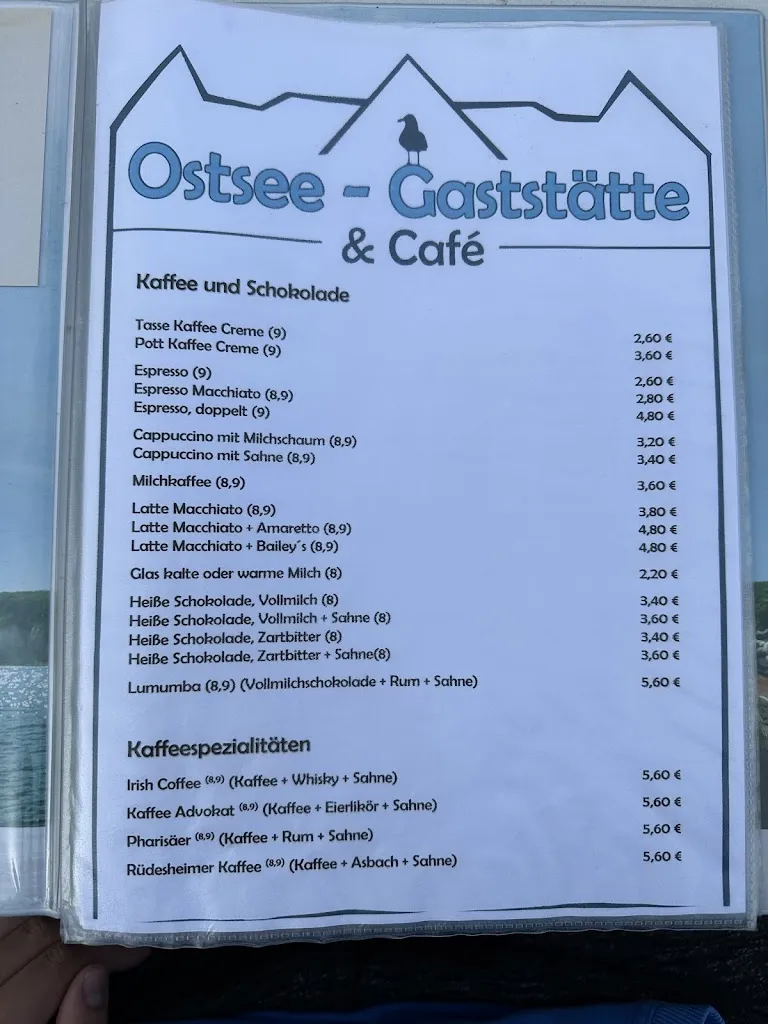 Ostsee - Gaststätte
& Café
Kaffee und Schokolade
Tasse Kaffee Creme (9) 2,60 €
Pott Kaffee Creme (9) 3,60 €
Espresso (9) 2,60 €
Espresso Macchiato (8,9) 2,80 €
Espresso, doppelt (9) 4,80 €
Cappuccino mit Milchschaum (8,9) 3,20 €
Cappuccino mit Sahne (8,9) 3,40 €
Milchkaffee (8,9) 3,60 €
Latte Macchiato (8,9) 3,80 €
Latte Macchiato + Amaretto (8,9) 4,80 €
Latte Macchiato + Bailey´s (8,9) 4,80 €
Glas kalte oder warme Milch (8) 2,20 €
Heiße Schokolade, Vollmilch (8) 3,40 €
Heiße Schokolade, Vollmilch + Sahne (8) 3,60 €
Heiße Schokolade, Zartbitter (8) 3,40 €
Heiße Schokolade, Zartbitter + Sahne(8) 3,60 €
Lumumba (8,9) (Vollmilchschokolade + Rum + Sahne) 5,60 €
Kaffeespezialitäten
Irish Coffee (8,9) (Kaffee + Whisky + Sahne) 5,60 €
Kaffee Advokat (8,9) (Kaffee + Eierlikör + Sahne) 5,60 €
Pharisäer (8,9) (Kaffee + Rum + Sahne) 5,60 €
Rüdesheimer Kaffee (8,9) (Kaffee + Asbach + Sahne) 5,60 €